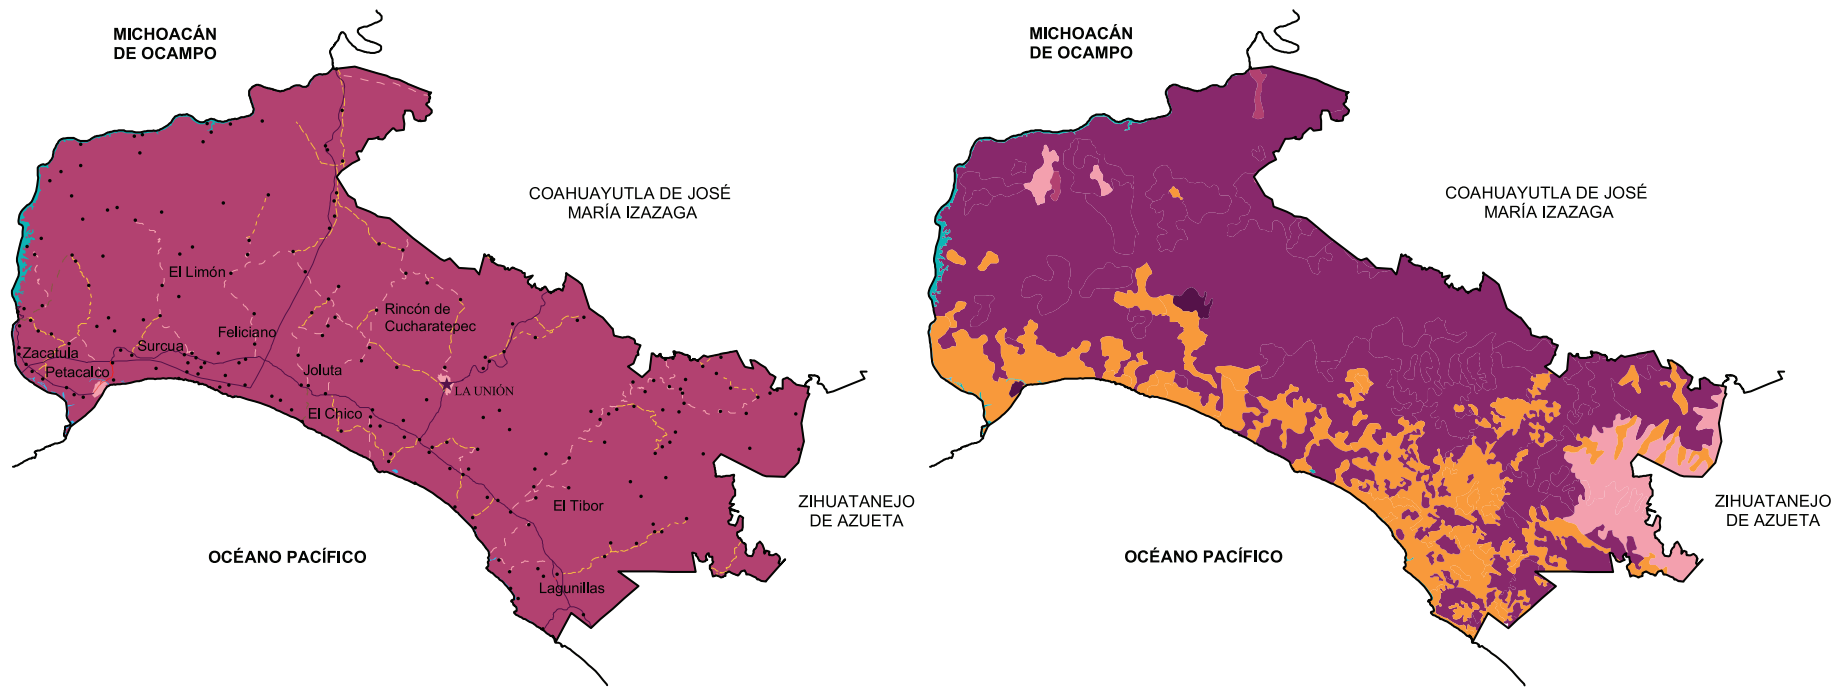 MICHOACÁN
DE OCAMPO
COAHUAYUTLA DE JOSÉ
MARÍA IZAZAGA
El Limón
Rincón de
Cucharatepec
Feliciano
Surcua
Zacatula
Petacalco
Joluta
LA UNIÓN
El Chico
El Tibor
ZIHUATANEJO
DE AZUETA
OCÉANO PACÍFICO
Lagunillas
MICHOACÁN
DE OCAMPO
COAHUAYUTLA DE JOSÉ
MARÍA IZAZAGA
ZIHUATANEJO
DE AZUETA
OCÉANO PACÍFICO